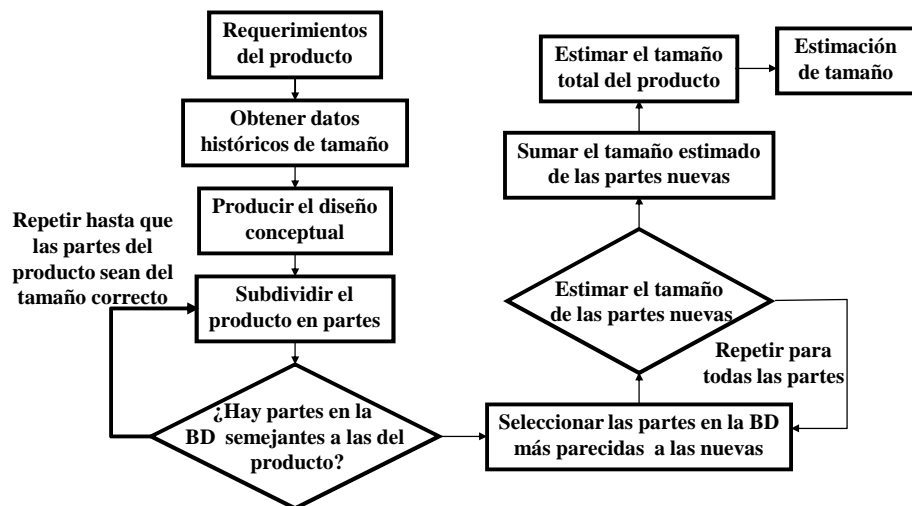 Requerimientos
del producto
Obtener datos
históricos de tamaño
Producir el diseño
conceptual
Repetir hasta que
las partes del
producto sean del
tamaño correcto
Subdividir el
producto en partes
¿Hay partes en la
BD semejantes a las del
producto?
Seleccionar las partes en la BD
más parecidas a las nuevas
Estimar el tamaño
de las partes nuevas
Repetir para
todas las partes
Sumar el tamaño estimado
de las partes nuevas
Estimar el tamaño
total del producto
Estimación
de tamaño